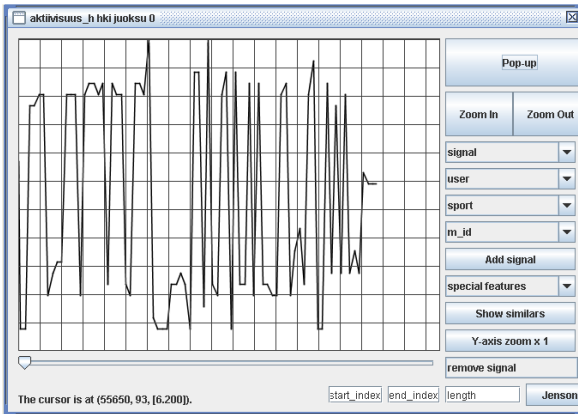 aktiivisuus_h hki juoksu 0
Pop-up
Zoom In Zoom Out
signal
user
sport
m_id
Add signal
special features
Show similars
Y-axis zoom x 1
remove signal
The cursor is at (55650, 93, [6.200]).
start_index end_index length Jenson